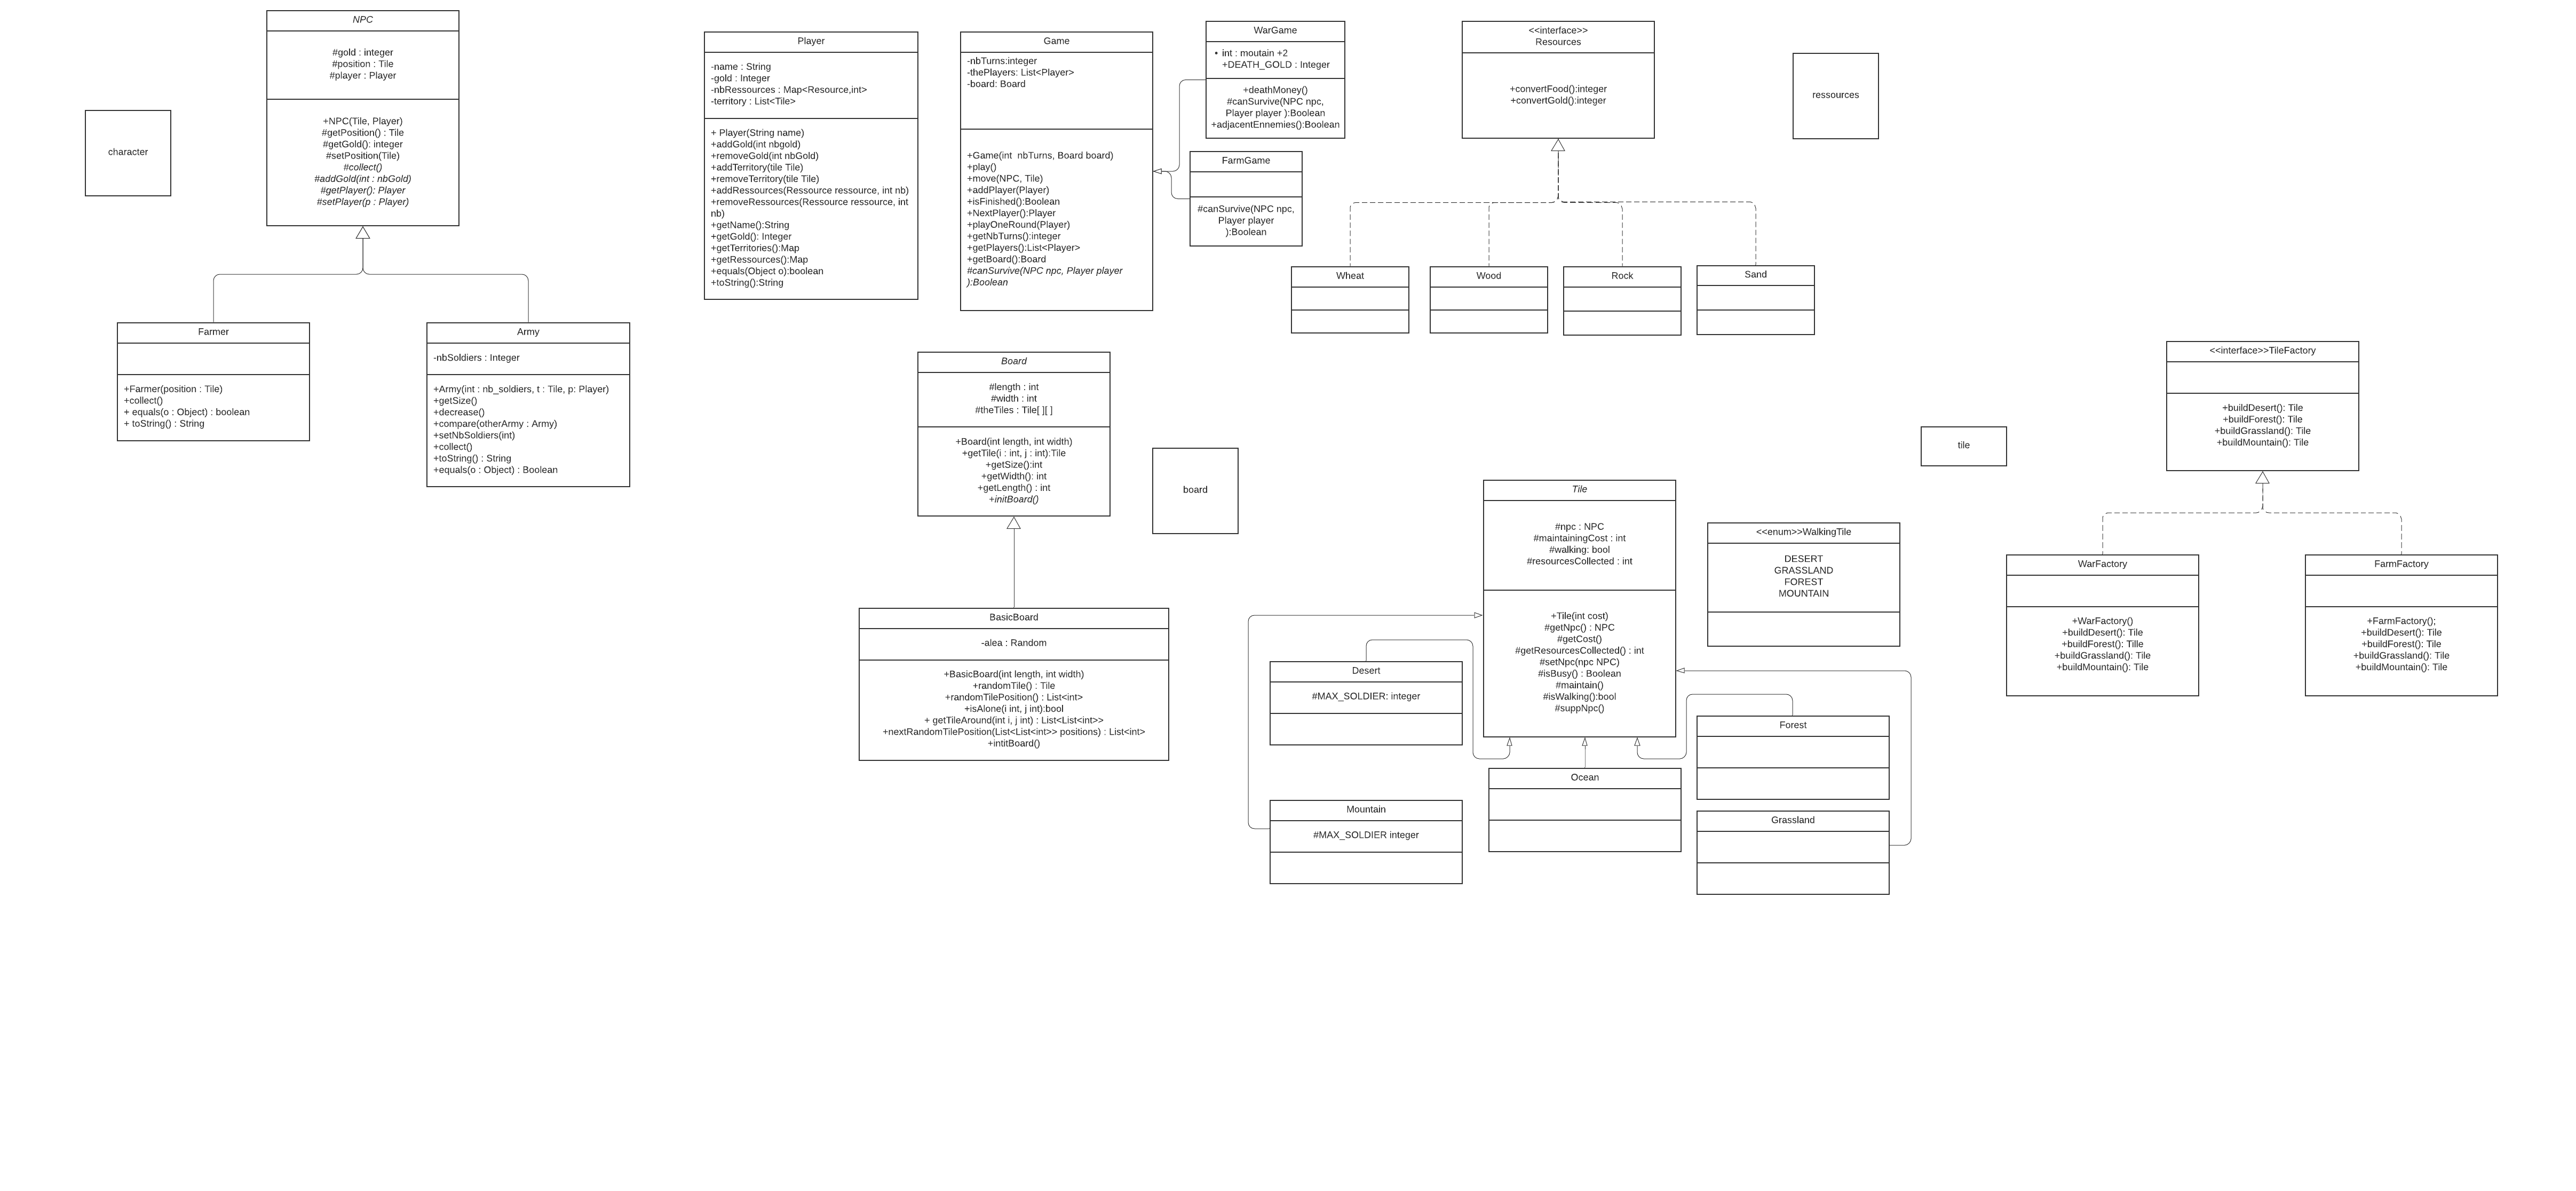 NPC
#gold : integer
#position : Tile
#player : Player
+NPC(Tile, Player)
#getPosition() : Tile
#getGold(): integer
#setPosition(Tile)
#collect()
#addGold(int : nbGold)
#getPlayer(): Player
#setPlayer(p : Player)
character
Farmer
+Farmer(position : Tile)
+collect()
+ equals(o : Object) : boolean
+ toString() : String
Army
-nbSoldiers : Integer
+Army(int : nb_soldiers, t : Tile, p: Player)
+getSize()
+decrease()
+compare(otherArmy : Army)
+setNbSoldiers(int)
+collect()
+toString() : String
+equals(o : Object) : Boolean
Player
-name : String
-gold : Integer
-nbRessources : Map<Resource,int>
-territory : List<Tile>
+ Player(String name)
+addGold(int nbgold)
+removeGold(int nbGold)
+addTerritory(tile Tile)
+removeTerritory(tile Tile)
+addRessources(Ressource ressource, int nb)
+removeRessources(Ressource ressource, int
nb)
+getName():String
+getGold(): Integer
+getTerritories():Map
+getRessources():Map
+equals(Object o):boolean
+toString():String
Game
-nbTurns:integer
-thePlayers: List<Player>
-board: Board
+Game(int  nbTurns, Board board)
+play()
+move(NPC, Tile)
+addPlayer(Player)
+isFinished():Boolean
+NextPlayer():Player
+playOneRound(Player)
+getNbTurns():integer
+getPlayers():List<Player>
+getBoard():Board
#canSurvive(NPC npc, Player player
):Boolean
WarGame
• int : moutain +2
+DEATH_GOLD : Integer
+deathMoney()
#canSurvive(NPC npc,
Player player ):Boolean
+adjacentEnnemies():Boolean
FarmGame
#canSurvive(NPC npc,
Player player
):Boolean
<<interface>>
Resources
+convertFood():integer
+convertGold():integer
ressources
Wheat
Wood
Rock
Sand
Board
#length : int
#width : int
#theTiles : Tile[ ][ ]
+Board(int length, int width)
+getTile(i : int, j : int):Tile
+getSize():int
+getWidth(): int
+getLength() : int
+initBoard()
board
BasicBoard
-alea : Random
+BasicBoard(int length, int width)
+randomTile() : Tile
+randomTilePosition() : List<int>
+isAlone(i int, j int):bool
+ getTileAround(int i, j int) : List<List<int>>
+nextRandomTilePosition(List<List<int>> positions) : List<int>
+intitBoard()
Tile
#npc : NPC
#maintainingCost : int
#walking: bool
#resourcesCollected : int
+Tile(int cost)
#getNpc() : NPC
#getCost()
#getResourcesCollected() : int
#setNpc(npc NPC)
#isBusy() : Boolean
#maintain()
#isWalking():bool
#suppNpc()
<<enum>>WalkingTile
DESERT
GRASSLAND
FOREST
MOUNTAIN
Desert
#MAX_SOLDIER: integer
Mountain
#MAX_SOLDIER integer
Ocean
Forest
Grassland
tile
<<interface>>TileFactory
+buildDesert(): Tile
+buildForest(): Tile
+buildGrassland(): Tile
+buildMountain(): Tile
WarFactory
+WarFactory()
+buildDesert(): Tile
+buildForest(): Tille
+buildGrassland(): Tile
+buildMountain(): Tile
FarmFactory
+FarmFactory();
+buildDesert(): Tile
+buildForest(): Tile
+buildGrassland(): Tile
+buildMountain(): Tile